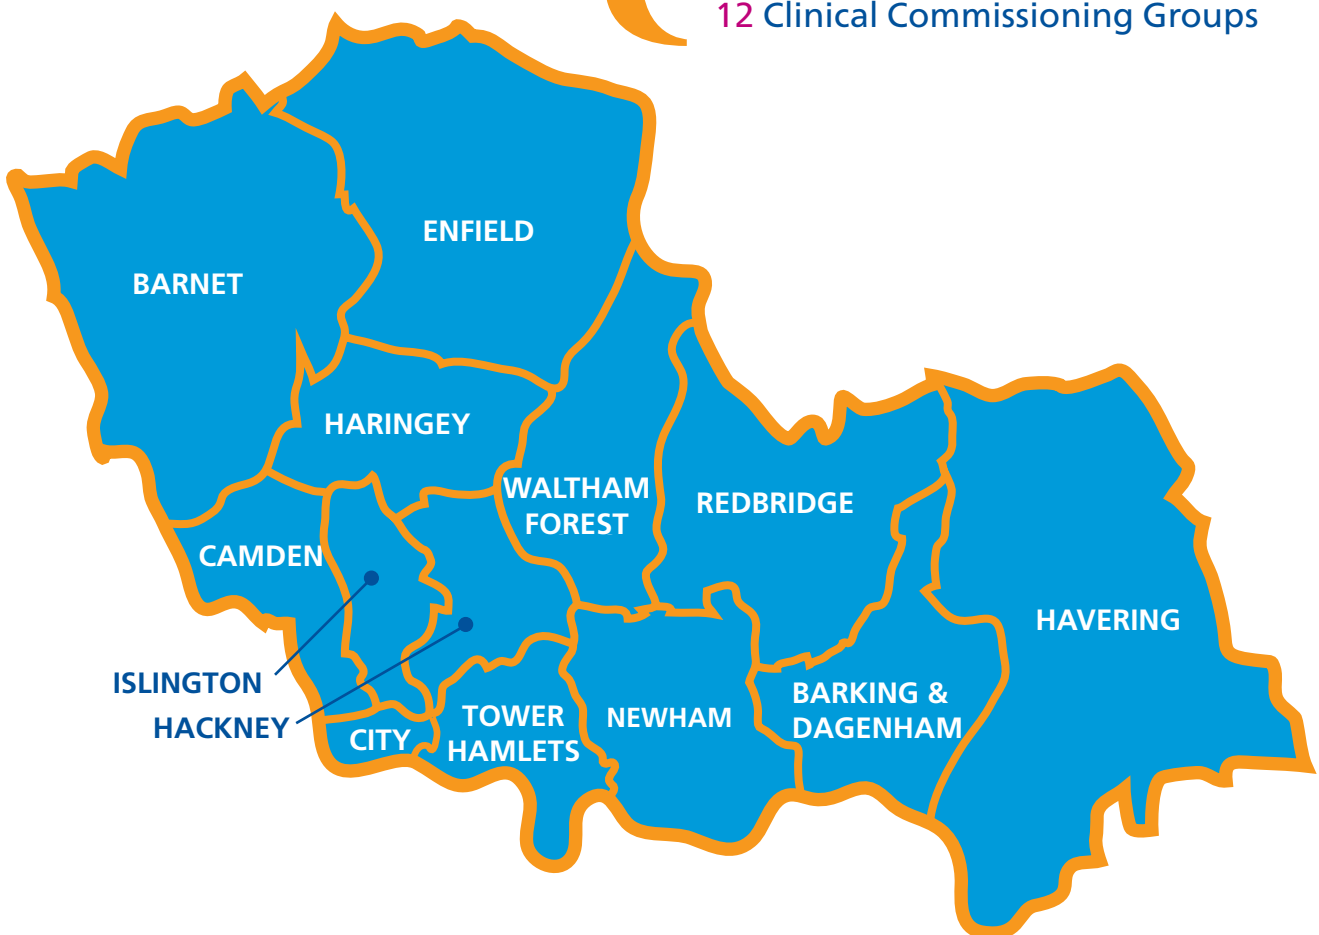 12 Clinical Commissioning Groups
ENFIELD
BARNET
HARINGEY
WALTHAM
FOREST
REDBRIDGE
CAMDEN
HAVERING
ISLINGTON
HACKNEY
CITY
TOWER
HAMLETS
NEWHAM
BARKING &
DAGENHAM